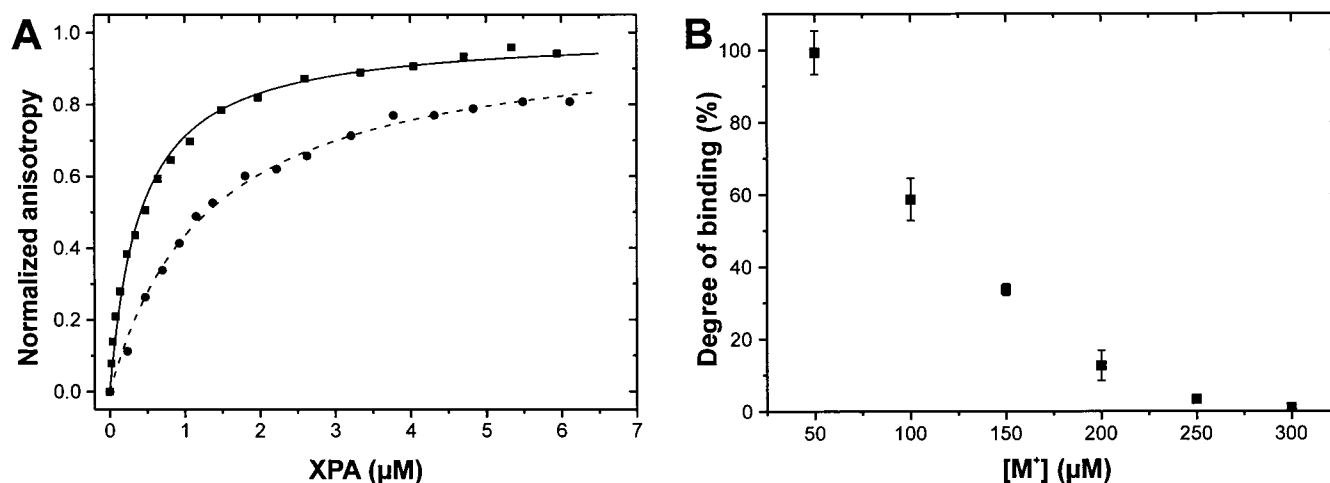 A
Normalized anisotropy
1.0
0.8
0.6
0.4
0.2
0.0
0 1 2 3 4 5 6 7
XPA (µM)
B
Degree of binding (%)
100
80
60
40
20
0
50 100 150 200 250 300
[M⁺] (µM)